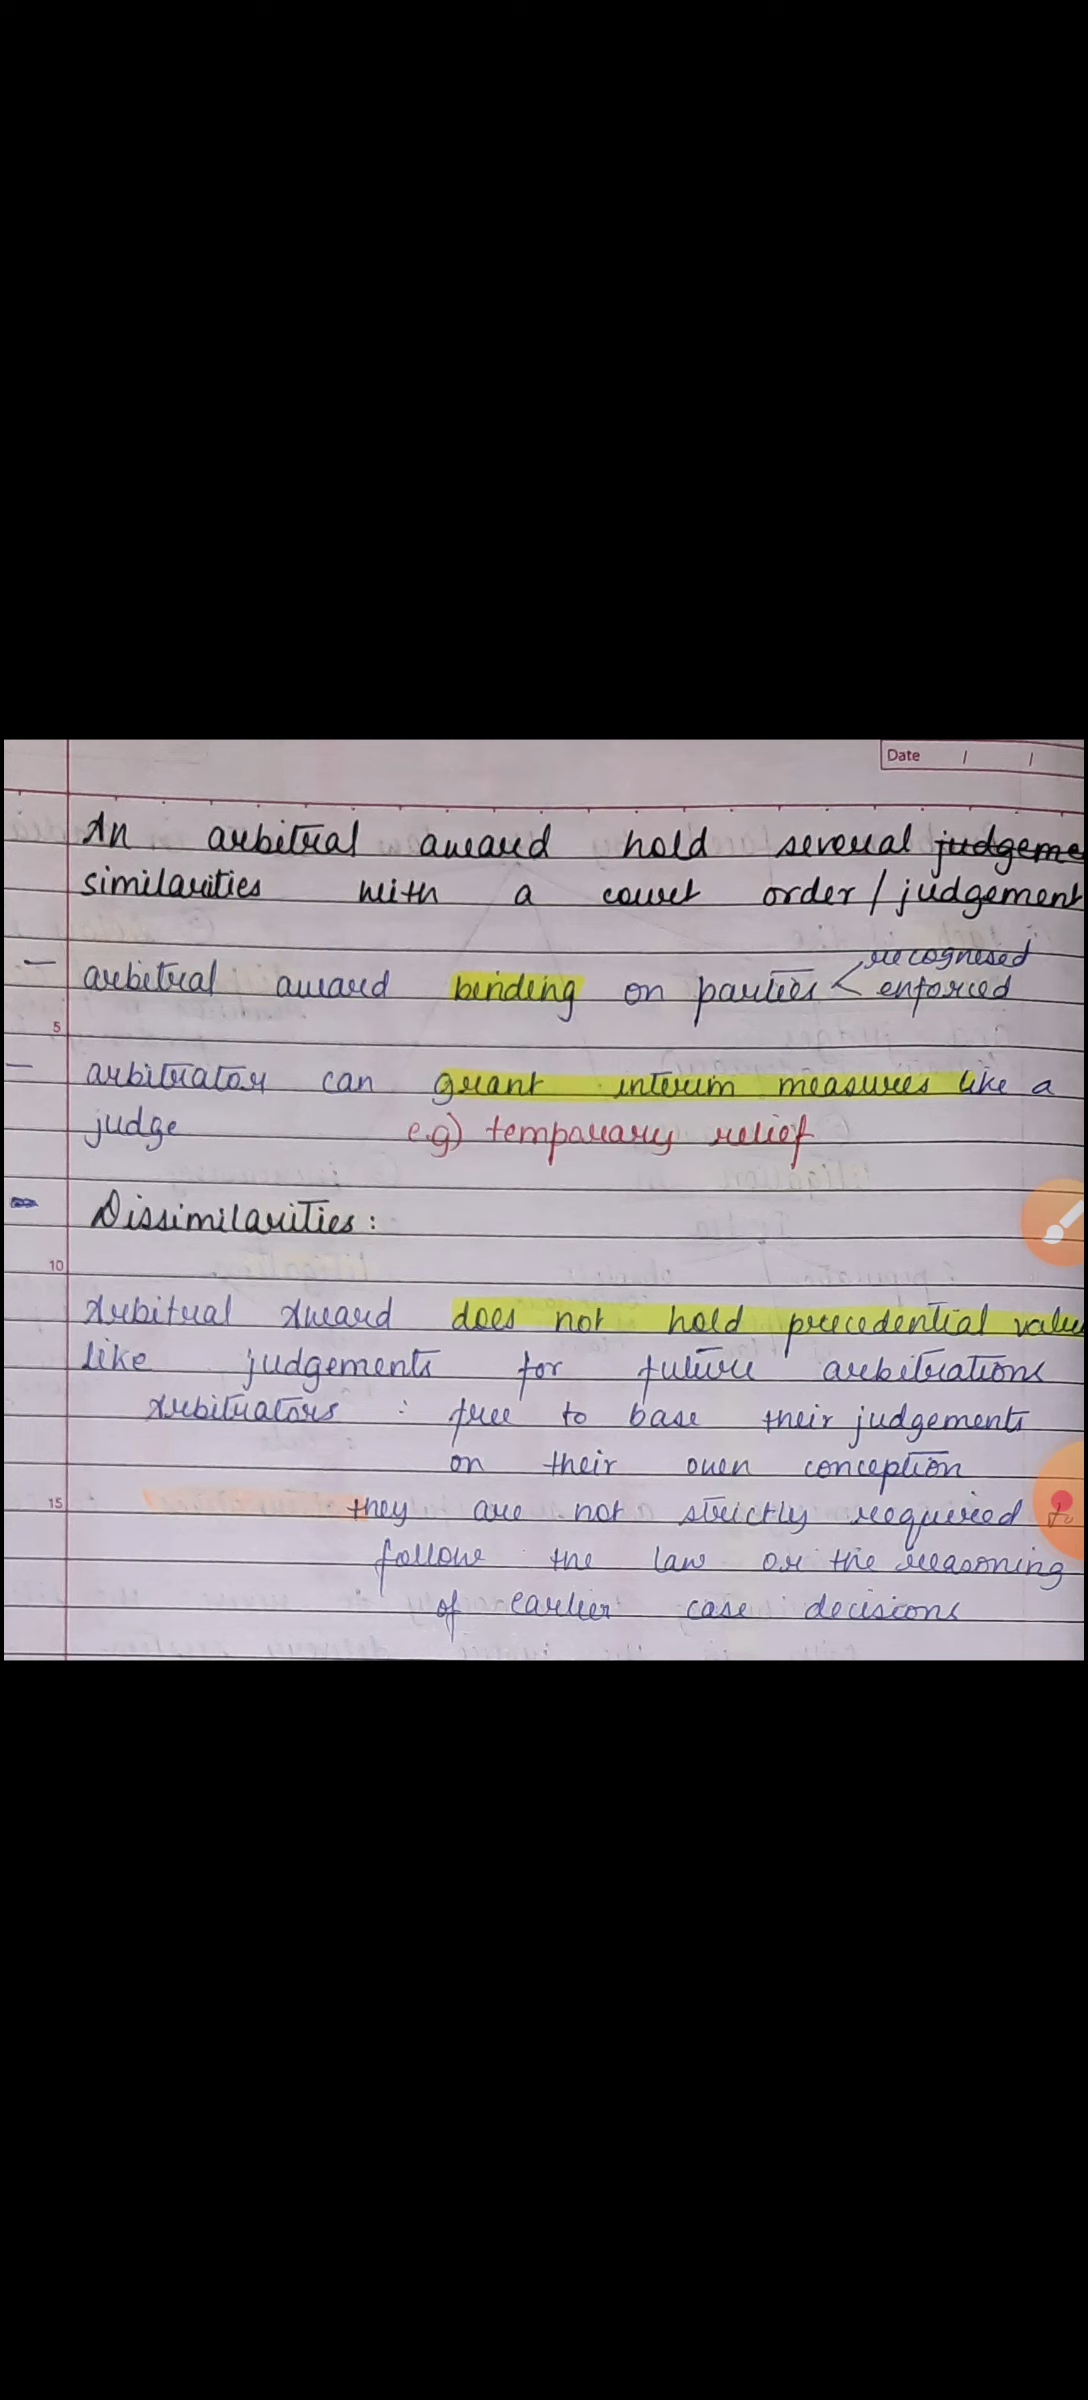 Date / /
An arbitral award hold several judgeme
similarities with a court order/judgement
- arbitral award binding on parties < recognised
enforced
5
- arbitrator can grant interim measures like a
judge e.g) temporary relief
- Dissimilarities:
10
Arbitral Award does not hold precedential value
like judgements for future arbitrations
Arbitrators : free to base their judgements
on their own conception
15
they are not strictly required to
follow the law or the reasoning
of earlier case decisions